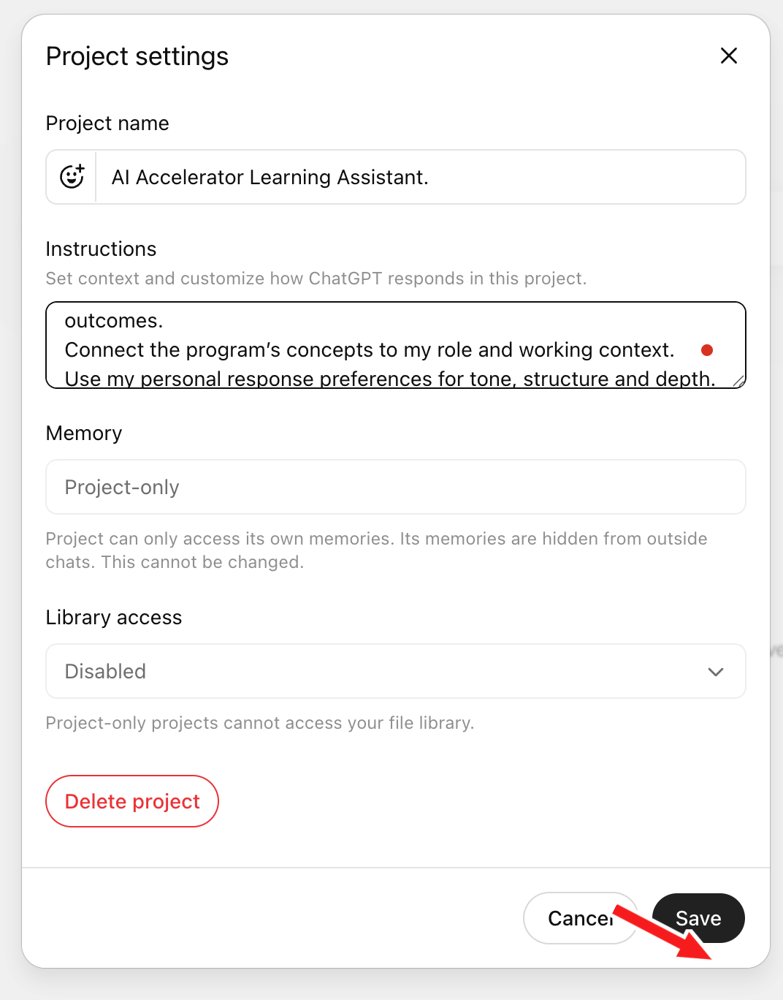 Project settings
Project name
AI Accelerator Learning Assistant.
Instructions
Set context and customize how ChatGPT responds in this project.
outcomes.
Connect the program’s concepts to my role and working context.
Use my personal response preferences for tone, structure and depth.
Memory
Project-only
Project can only access its own memories. Its memories are hidden from outside
chats. This cannot be changed.
Library access
Disabled
Project-only projects cannot access your file library.
Delete project
Cancel
Save